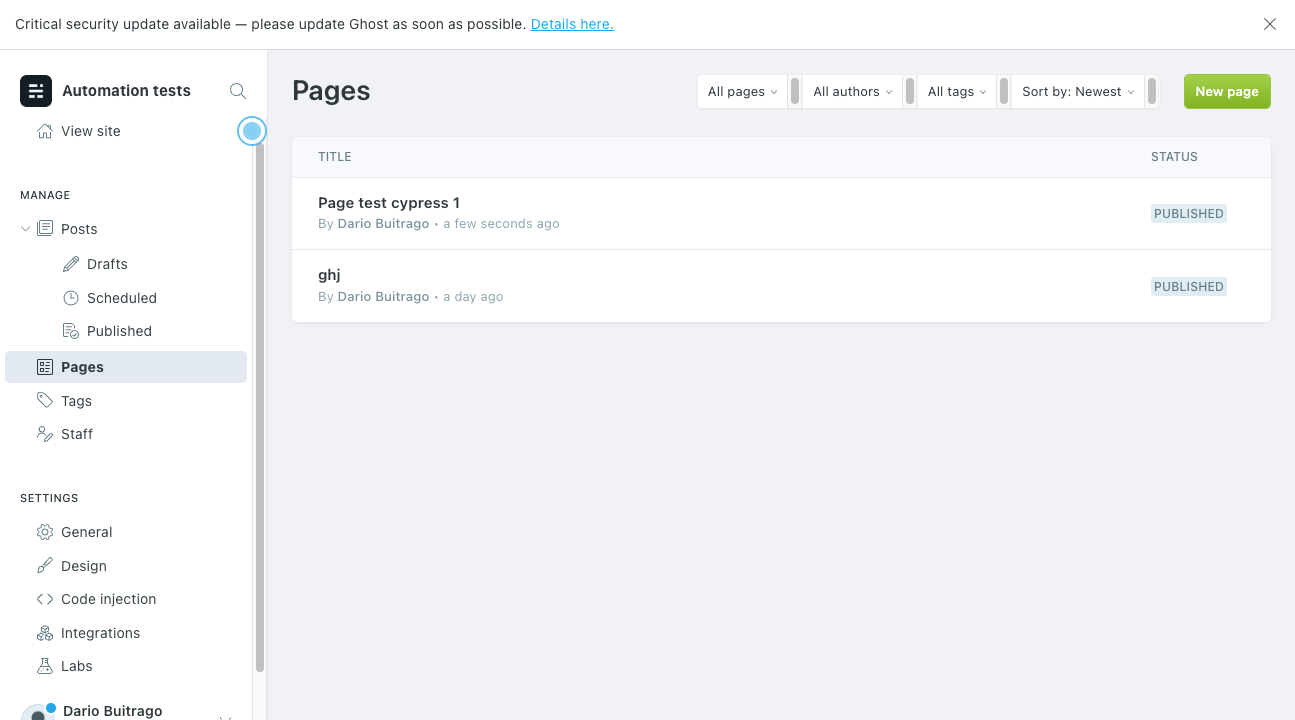 Critical security update available — please update Ghost as soon as possible. Details here.
Automation tests
View site
MANAGE
Posts
Drafts
Scheduled
Published
Pages
Tags
Staff
SETTINGS
General
Design
Code injection
Integrations
Labs
Dario Buitrago
Pages
All pages
All authors
All tags
Sort by: Newest
New page
TITLE STATUS
Page test cypress 1
By Dario Buitrago • a few seconds ago
PUBLISHED
ghj
By Dario Buitrago • a day ago
PUBLISHED